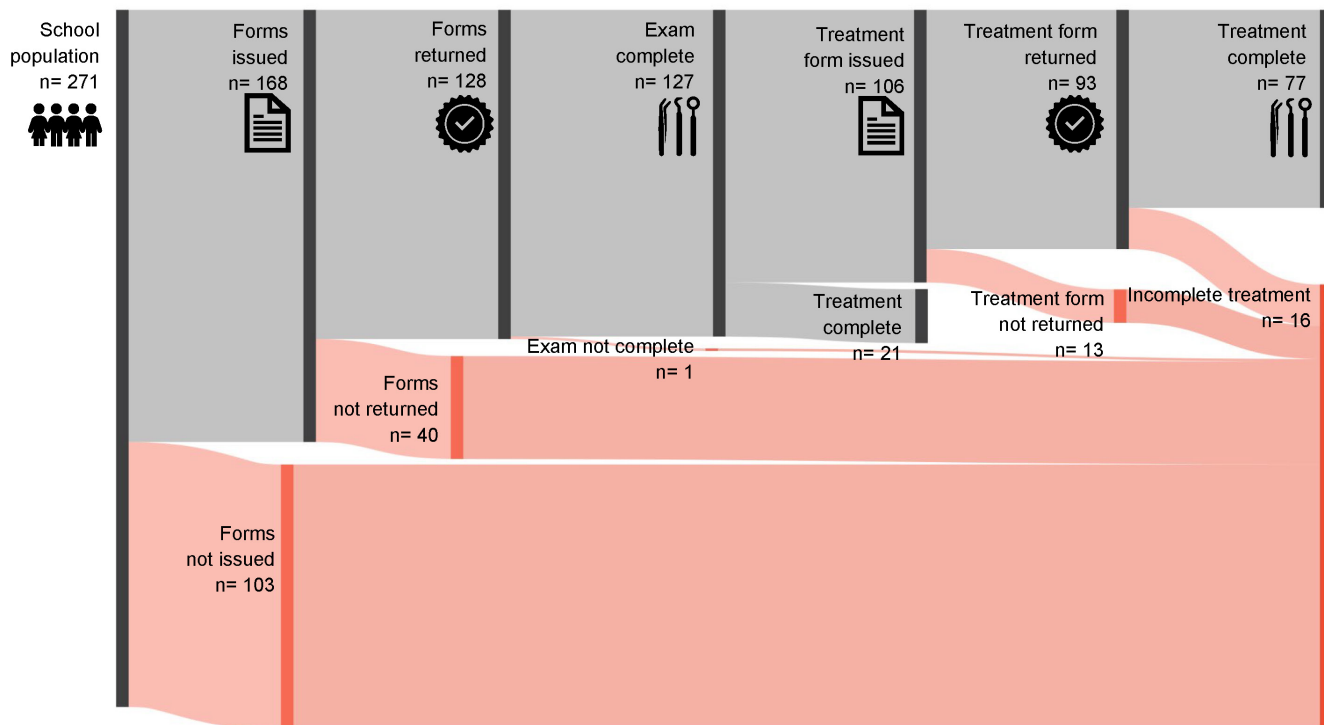 School
population
n= 271
Forms
issued
n= 168
Forms
returned
n= 128
Exam
complete
n= 127
Treatment
form issued
n= 106
Treatment form
returned
n= 93
Treatment
complete
n= 77
Treatment
complete
n= 21
Treatment form
not returned
n= 13
Incomplete treatment
n= 16
Exam not complete
n= 1
Forms
not returned
n= 40
Forms
not issued
n= 103